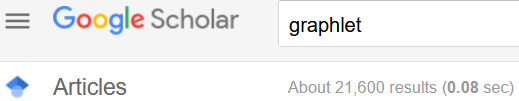 Google Scholar graphlet
Articles About 21,600 results (0.08 sec)